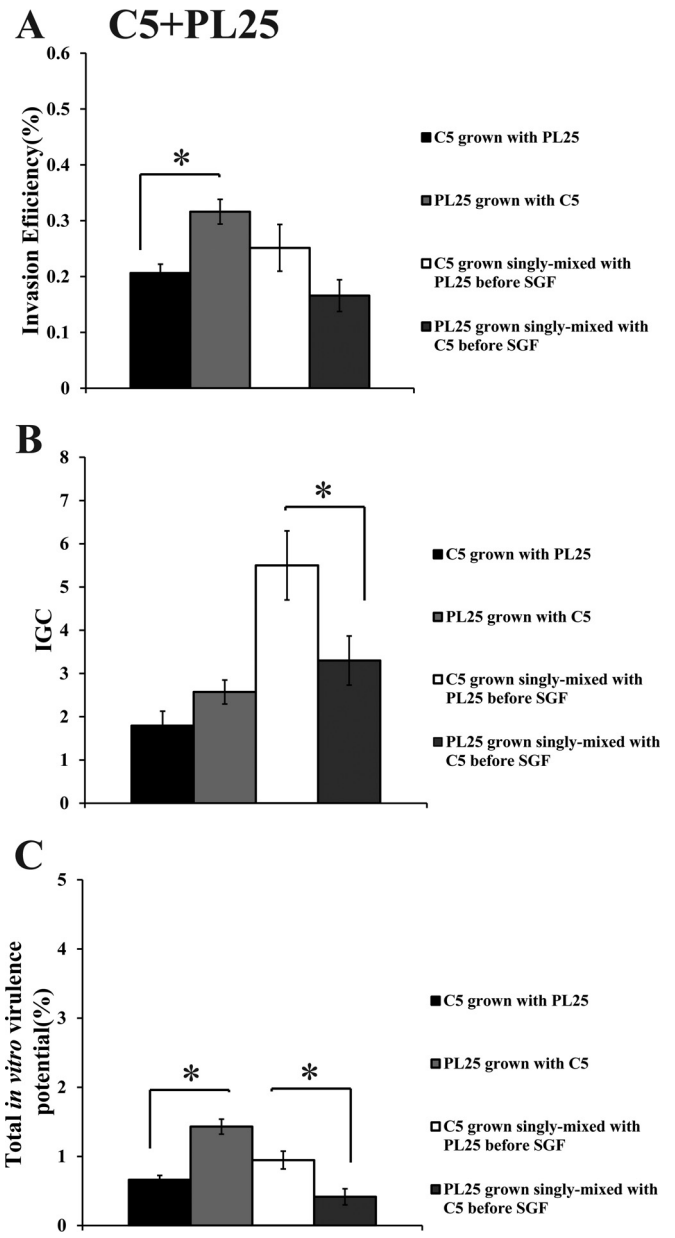 A C5+PL25
Invasion Efiiciency(%)
0.6
0.5
0.4
0.3
0.2
0.1
0
*
C5 grown with PL25
PL25 grown with C5
C5 grown singly-mixed with
PL25 before SGF
PL25 grown singly-mixed with
C5 before SGF
B
IGC
8
7
6
5
4
3
2
1
0
*
C5 grown with PL25
PL25 grown with C5
C5 grown singly-mixed with
PL25 before SGF
PL25 grown singly-mixed with
C5 before SGF
C
Total in vitro virulence
potential(%)
5
4
3
2
1
0
*
*
C5 grown with PL25
PL25 grown with C5
C5 grown singly-mixed with
PL25 before SGF
PL25 grown singly-mixed with
C5 before SGF